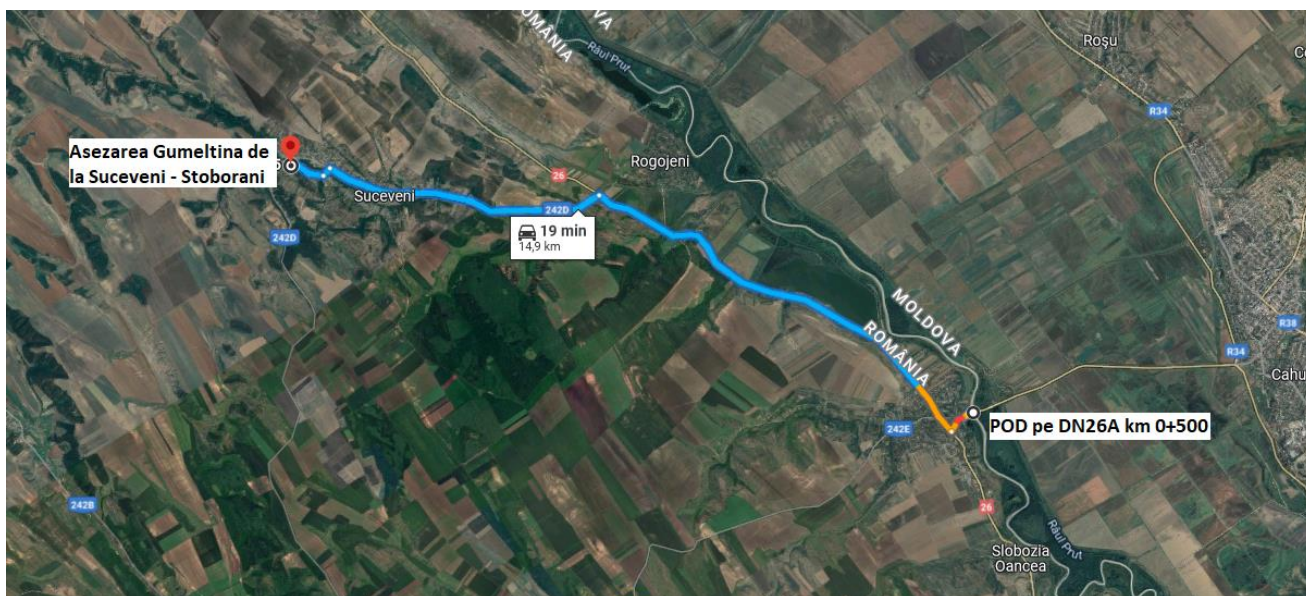 MOLDOVA
ROMÂNIA
Râul Prut
Roșu
R34
Asezarea Gumeltina de
la Suceveni - Stoborani
Suceveni
26
Rogojeni
242D
19 min
14,9 km
242D
MOLDOVA
ROMÂNIA
R34
R38
Cahu
242E
POD pe DN26A km 0+500
242B
26
Slobozia
Oancea
Râul Prut